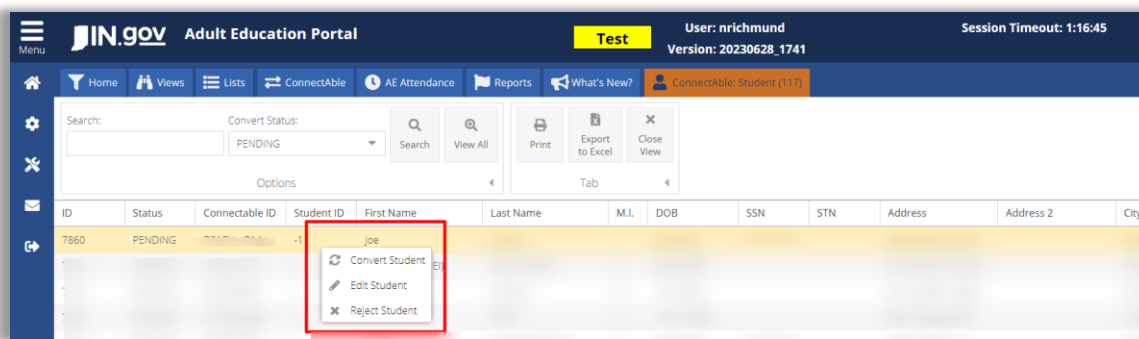 Menu
IN.gov Adult Education Portal
Test
User: nrichmund
Version: 20230628_1741
Session Timeout: 1:16:45
Home Views Lists ConnectAble AE Attendance Reports What's New? ConnectAble: Student (117)
Search: Convert Status:
PENDING
Search View All Print Export to Excel Close View
Options Tab
ID Status Connectable ID Student ID First Name Last Name M.I. DOB SSN STN Address Address 2 City
7860 PENDING -1 Joe
Convert Student
Edit Student
Reject Student